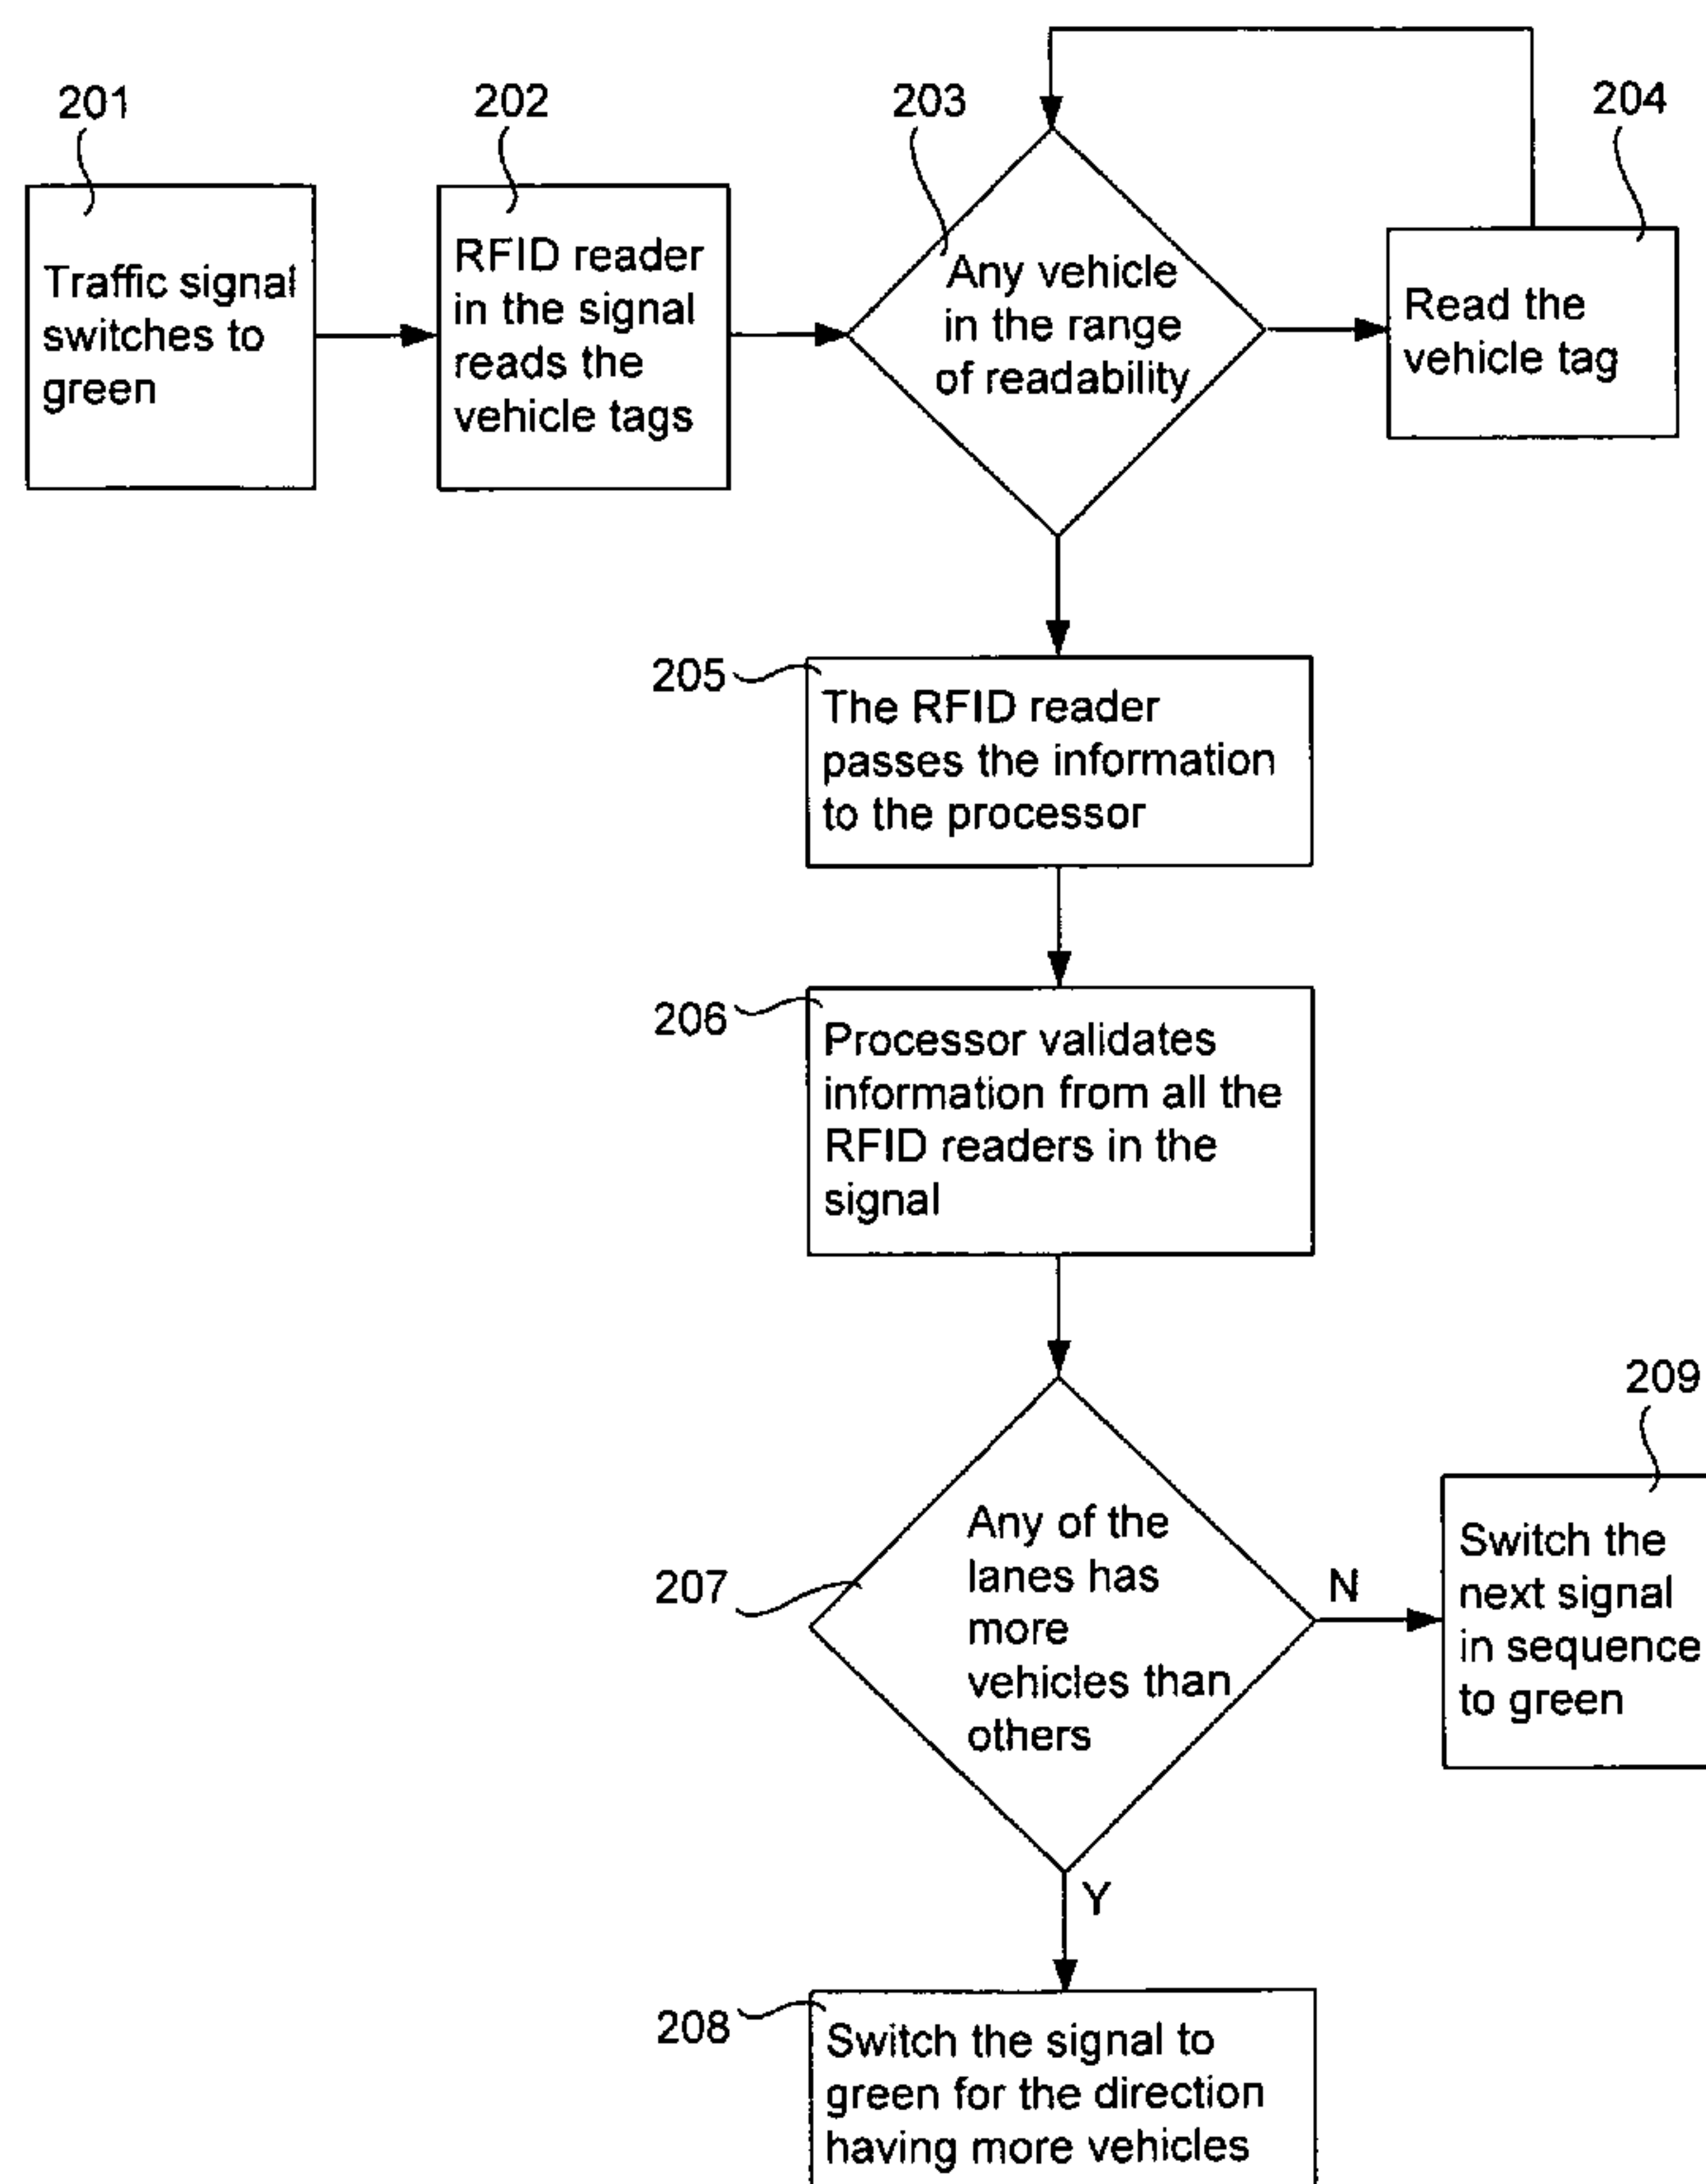 201
Traffic signal
switches to
green
202
RFID reader
in the signal
reads the
vehicle tags
203
Any vehicle
in the range
of readability
204
Read the
vehicle tag
205
The RFID reader
passes the information
to the processor
206
Processor validates
information from all the
RFID readers in the
signal
207
Any of the
lanes has
more
vehicles than
others
N
209
Switch the
next signal
in sequence
to green
Y
208
Switch the signal to
green for the direction
having more vehicles